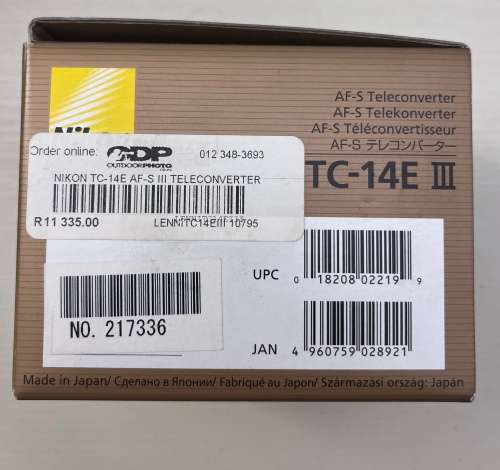 AF-S Teleconverter
AF-S Telekonverter
AF-S Téléconvertisseur
AF-S テレコンバーター
TC-14E III
Order online: ODP OUTDOORPHOTO 012 348-3693
NIKON TC-14E AF-S III TELECONVERTER
R11 335.00 LENNITC14EIII 10795
UPC 0 18208 02219 9
NO. 217336
JAN 4 960759 028921
Made in Japan/ Сделано в Японии/ Fabriqué au Japon/ Származási ország: Japán